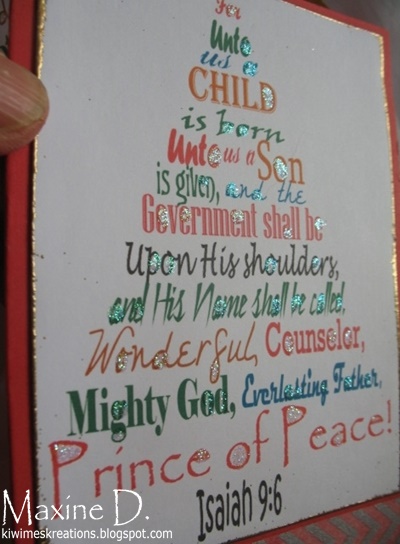 For
Unto
us a
CHILD
is born
Unto us a Son
is given, and the
Government shall be
Upon His shoulders,
and His Name shall be called,
Wonderful, Counselor,
Mighty God, Everlasting Father,
Prince of Peace!
Isaiah 9:6
Maxine D.
kiwimeskreations.blogspot.com